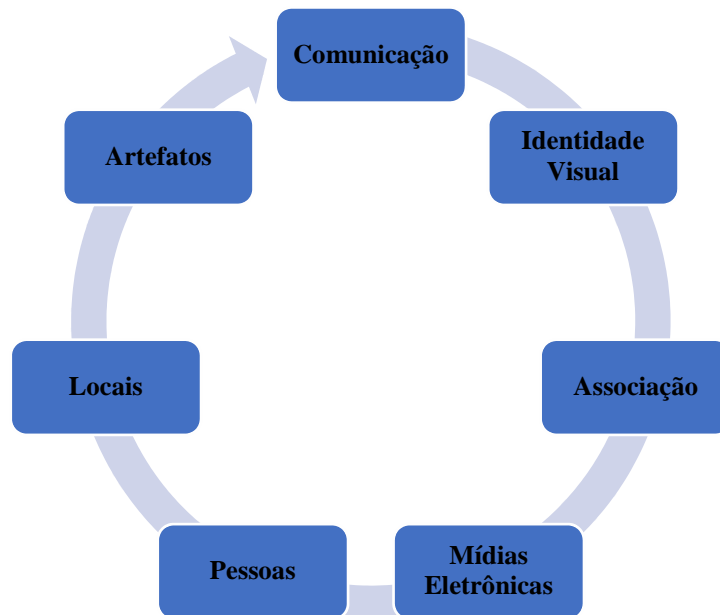 Comunicação
Identidade
Visual
Associação
Mídias
Eletrônicas
Pessoas
Locais
Artefatos